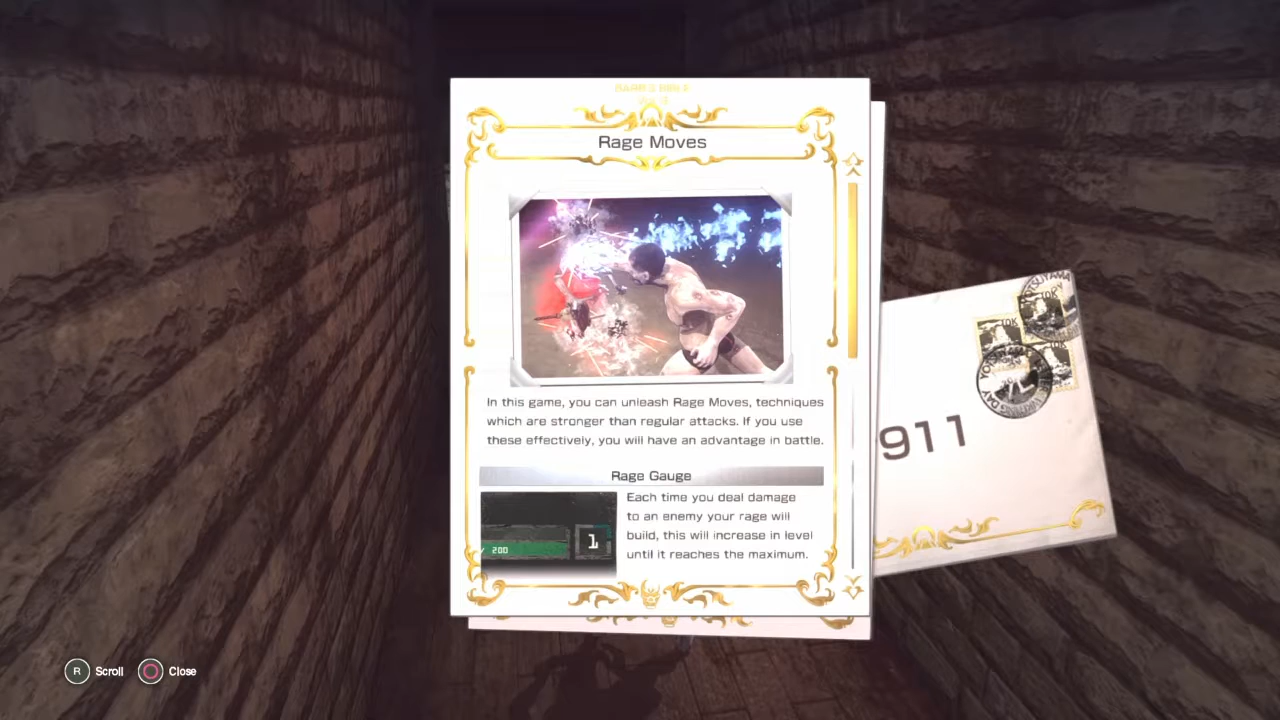 Rage Moves
In this game, you can unleash Rage Moves, techniques
which are stronger than regular attacks. If you use
these effectively, you will have an advantage in battle.
Rage Gauge
Each time you deal damage
to an enemy your rage will
build, this will increase in level
until it reaches the maximum.
200
1
911
R Scroll Close